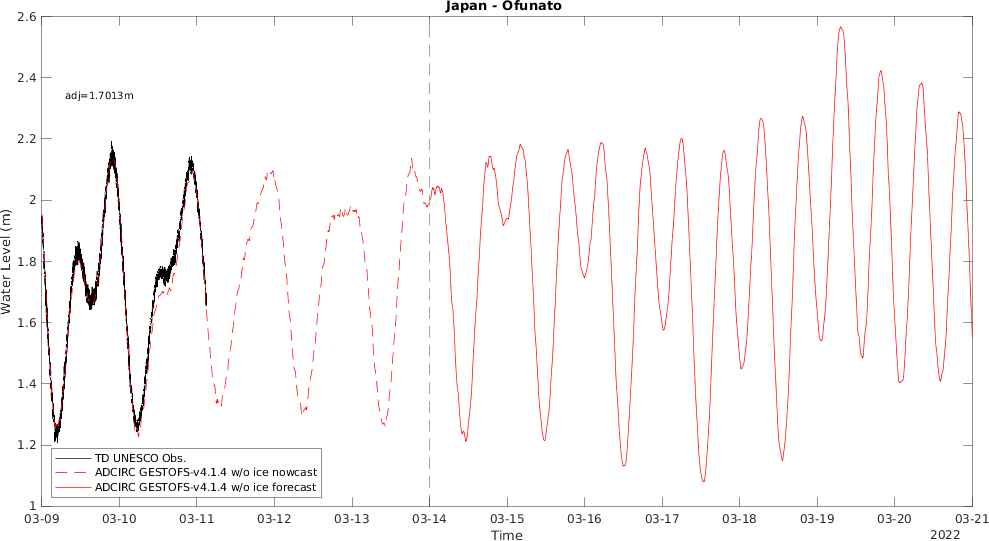 Japan - Ofunato
2.6
2.4
2.2
2
1.8
1.6
1.4
1.2
1
Water Level (m)
adj=1.7013m
TD UNESCO Obs.
ADCIRC GESTOFS-v4.1.4 w/o ice nowcast
ADCIRC GESTOFS-v4.1.4 w/o ice forecast
03-09 03-10 03-11 03-12 03-13 03-14 03-15 03-16 03-17 03-18 03-19 03-20 03-21
Time
2022